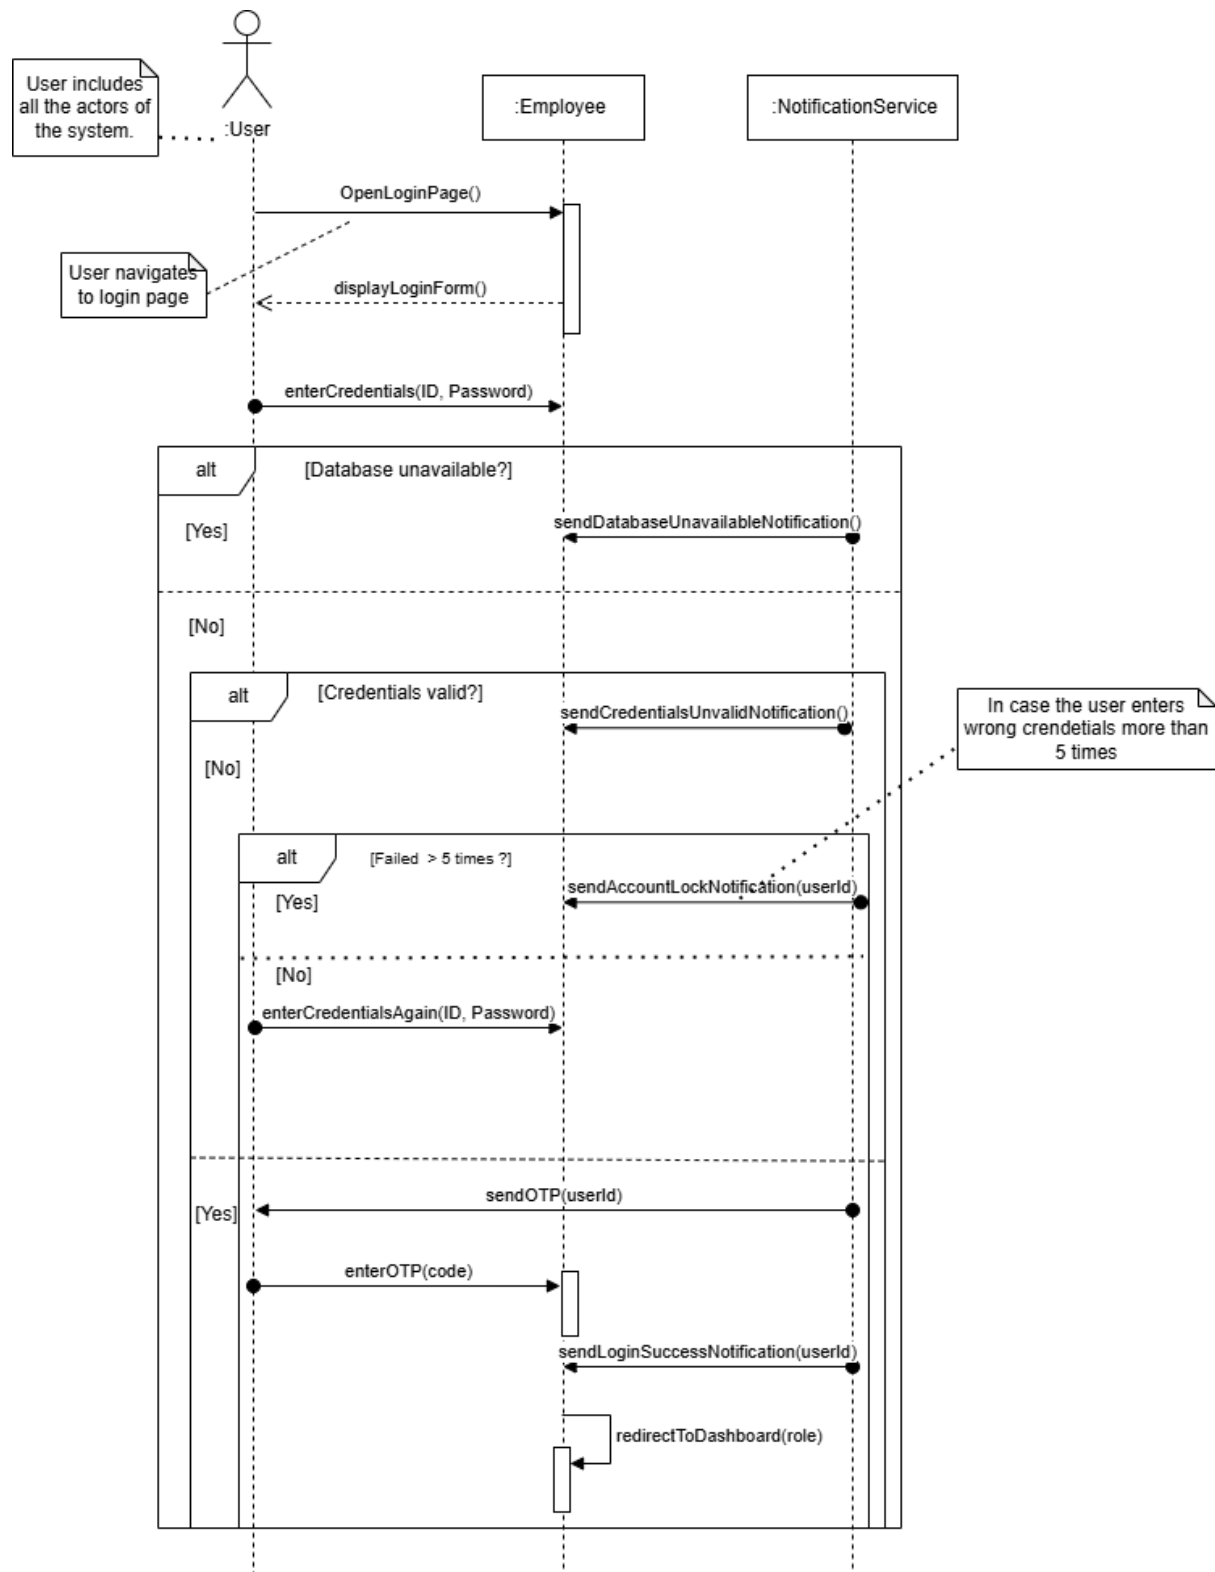 User includes
all the actors of
the system.
:User
:Employee
:NotificationService
OpenLoginPage()
User navigates
to login page
displayLoginForm()
enterCredentials(ID, Password)
alt
[Database unavailable?]
[Yes]
sendDatabaseUnavailableNotification()
[No]
alt
[Credentials valid?]
sendCredentialsUnvalidNotification()
In case the user enters
wrong crendetials more than
5 times
[No]
alt
[Failed > 5 times ?]
[Yes]
sendAccountLockNotification(userId)
[No]
enterCredentialsAgain(ID, Password)
[Yes]
sendOTP(userId)
enterOTP(code)
sendLoginSuccessNotification(userId)
redirectToDashboard(role)